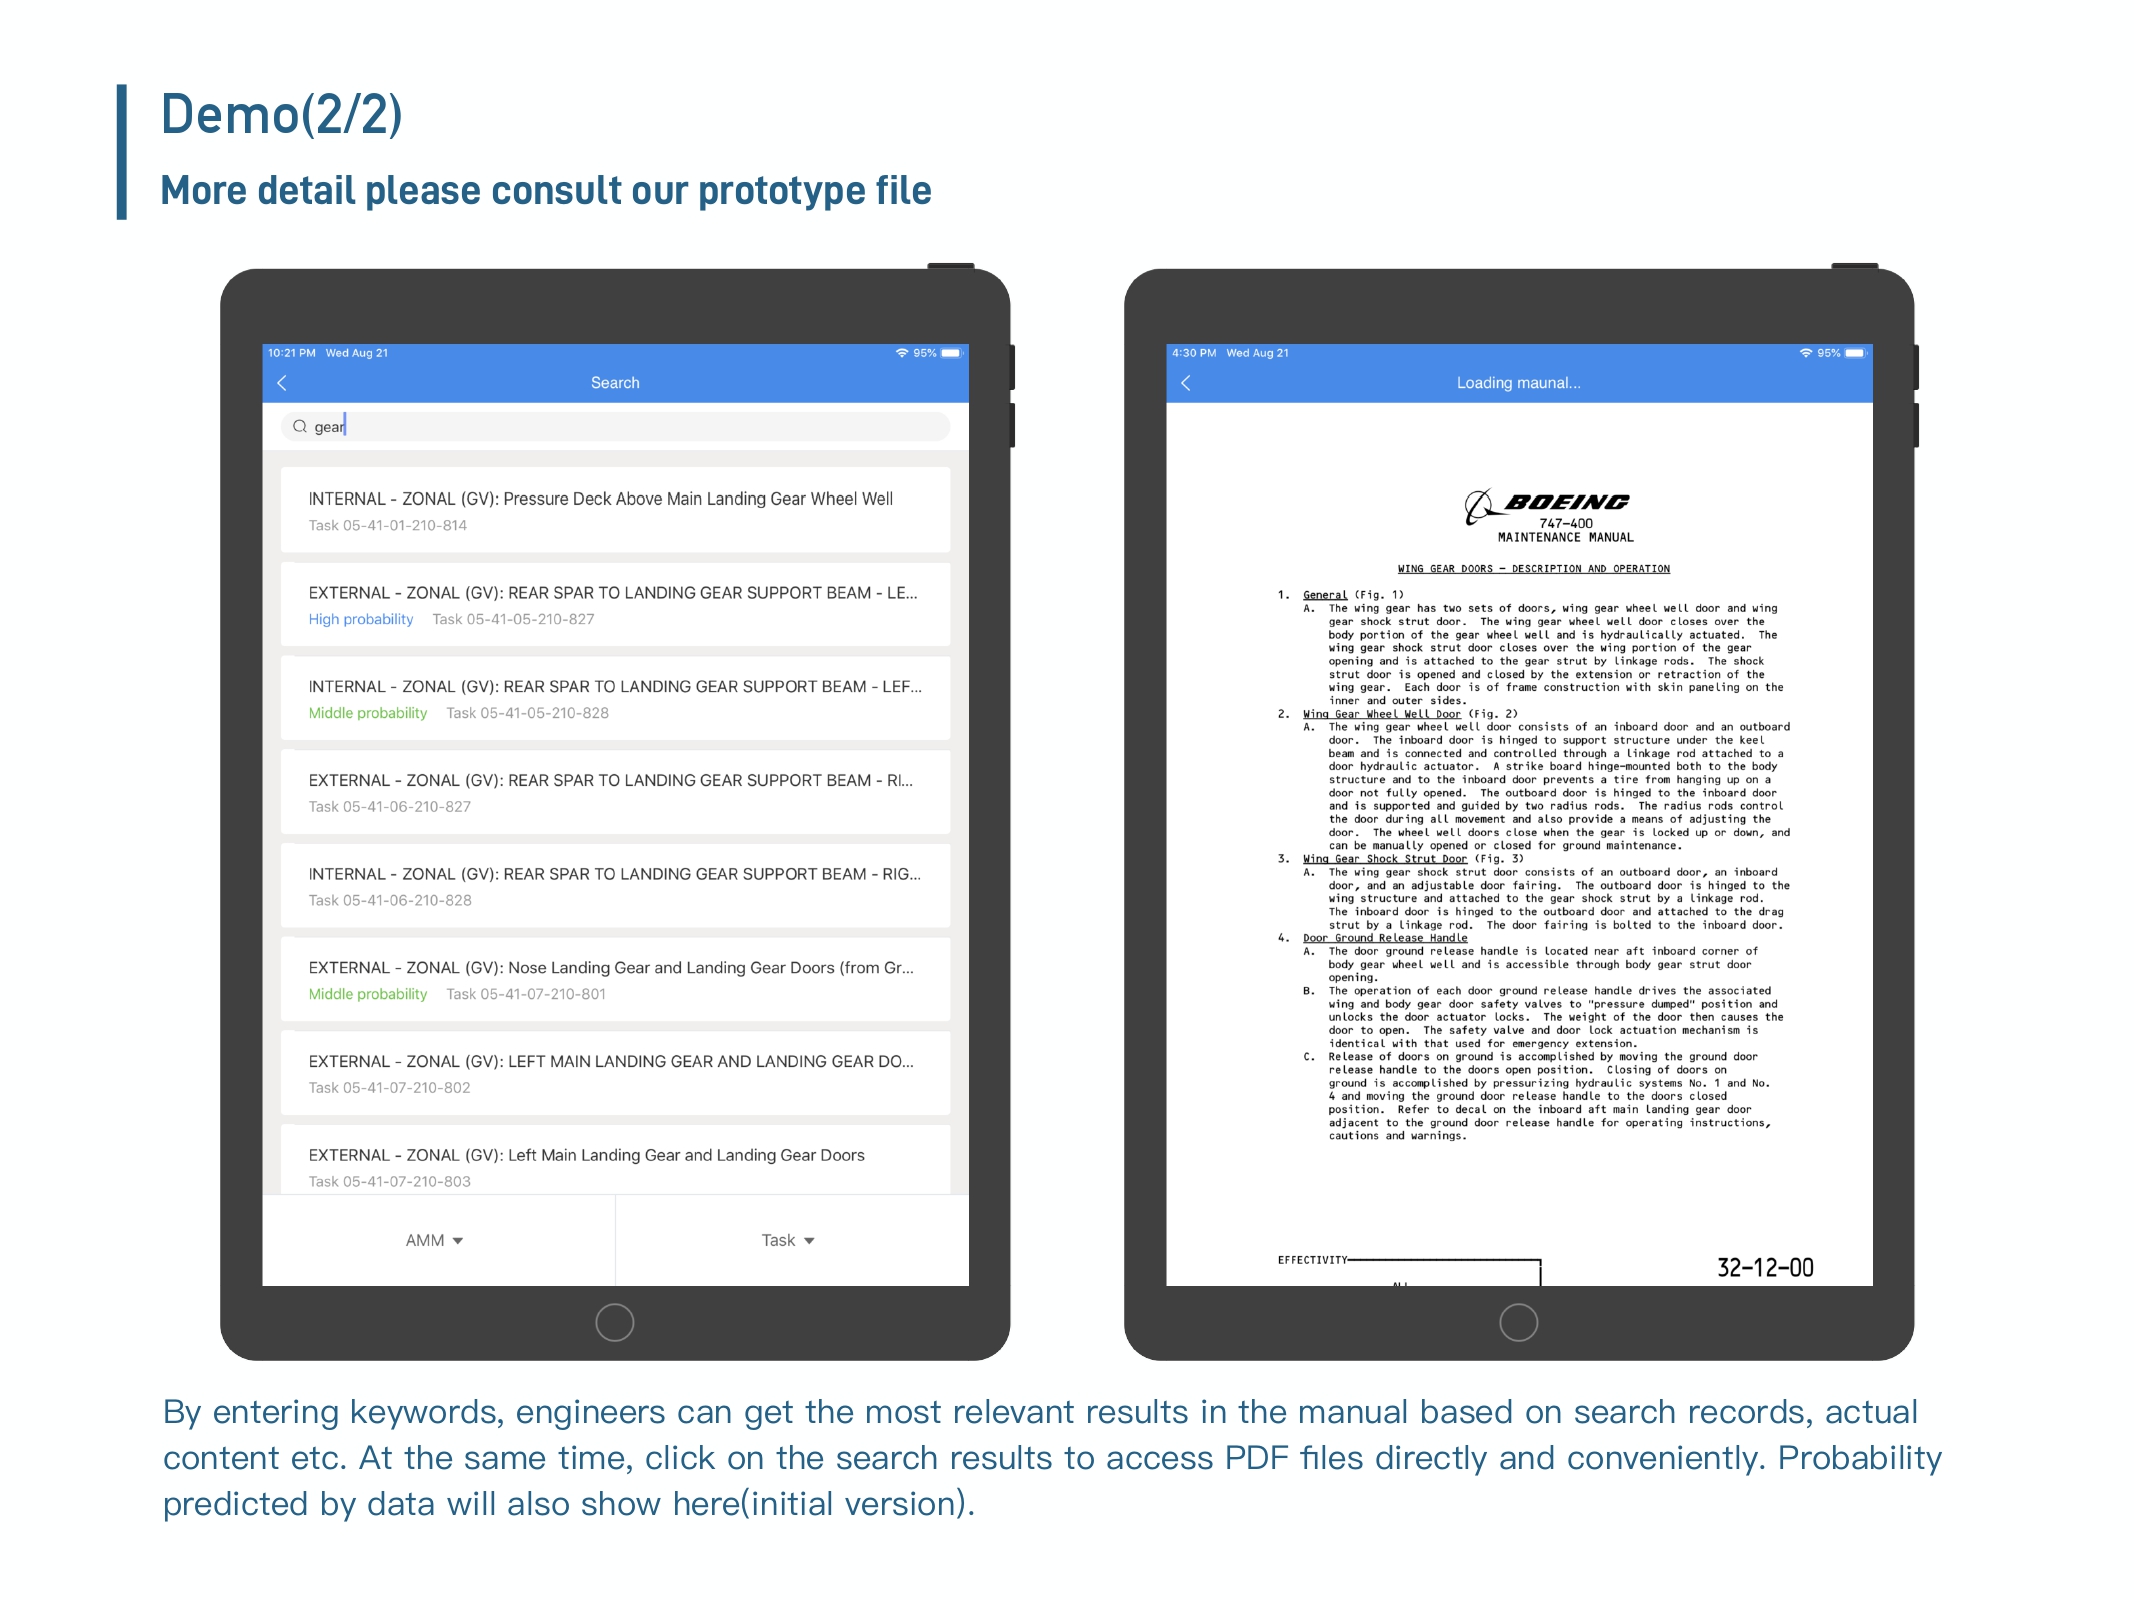 Demo(2/2)
More detail please consult our prototype file
10:21 PM Wed Aug 21 95%
Search
gear
INTERNAL - ZONAL (GV): Pressure Deck Above Main Landing Gear Wheel Well
Task 05-41-01-210-814
EXTERNAL - ZONAL (GV): REAR SPAR TO LANDING GEAR SUPPORT BEAM - LE...
High probability Task 05-41-05-210-827
INTERNAL - ZONAL (GV): REAR SPAR TO LANDING GEAR SUPPORT BEAM - LEF...
Middle probability Task 05-41-05-210-828
EXTERNAL - ZONAL (GV): REAR SPAR TO LANDING GEAR SUPPORT BEAM - RI...
Task 05-41-06-210-827
INTERNAL - ZONAL (GV): REAR SPAR TO LANDING GEAR SUPPORT BEAM - RIG...
Task 05-41-06-210-828
EXTERNAL - ZONAL (GV): Nose Landing Gear and Landing Gear Doors (from Gr...
Middle probability Task 05-41-07-210-801
EXTERNAL - ZONAL (GV): LEFT MAIN LANDING GEAR AND LANDING GEAR DO...
Task 05-41-07-210-802
EXTERNAL - ZONAL (GV): Left Main Landing Gear and Landing Gear Doors
Task 05-41-07-210-803
AMM Task
4:30 PM Wed Aug 21 95%
Loading maunal...
BOEING
747-400
MAINTENANCE MANUAL
WING GEAR DOORS – DESCRIPTION AND OPERATION
1. General (Fig. 1)
A. The wing gear has two sets of doors, wing gear wheel well door and wing
gear shock strut door. The wing gear wheel well door closes over the
body portion of the gear wheel well and is hydraulically actuated. The
wing gear shock strut door closes over the wing portion of the gear
opening and is attached to the gear strut by linkage rods. The shock
strut door is opened and closed by the extension or retraction of the
wing gear. Each door is of frame construction with skin paneling on the
inner and outer sides.
2. Wing Gear Wheel Well Door (Fig. 2)
A. The wing gear wheel well door consists of an inboard door and an outboard
door. The inboard door is hinged to support structure under the keel
beam and is connected and controlled through a linkage rod attached to a
door hydraulic actuator. A strike board hinge-mounted both to the body
structure and to the inboard door prevents a tire from hanging up on a
door not fully opened. The outboard door is hinged to the inboard door
and is supported and guided by two radius rods. The radius rods control
the door during all movement and also provide a means of adjusting the
door. The wheel well doors close when the gear is locked up or down, and
can be manually opened or closed for ground maintenance.
3. Wing Gear Shock Strut Door (Fig. 3)
A. The wing gear shock strut door consists of an outboard door, an inboard
door, and an adjustable door fairing. The outboard door is hinged to the
wing structure and attached to the gear shock strut by a linkage rod.
The inboard door is hinged to the outboard door and attached to the drag
strut by a linkage rod. The door fairing is bolted to the inboard door.
4. Door Ground Release Handle
A. The door ground release handle is located near aft inboard corner of
body gear wheel well and is accessible through body gear strut door
opening.
B. The operation of each door ground release handle drives the associated
wing and body gear door safety valves to "pressure dumped" position and
unlocks the door actuator locks. The weight of the door then causes the
door to open. The safety valve and door lock actuation mechanism is
identical with that used for emergency extension.
C. Release of doors on ground is accomplished by moving the ground door
release handle to the doors open position. Closing of doors on
ground is accomplished by pressurizing hydraulic systems No. 1 and No.
4 and moving the ground door release handle to the doors closed
position. Refer to decal on the inboard aft main landing gear door
adjacent to the ground door release handle for operating instructions,
cautions and warnings.
EFFECTIVITY
32-12-00
By entering keywords, engineers can get the most relevant results in the manual based on search records, actual
content etc. At the same time, click on the search results to access PDF files directly and conveniently. Probability
predicted by data will also show here(initial version).